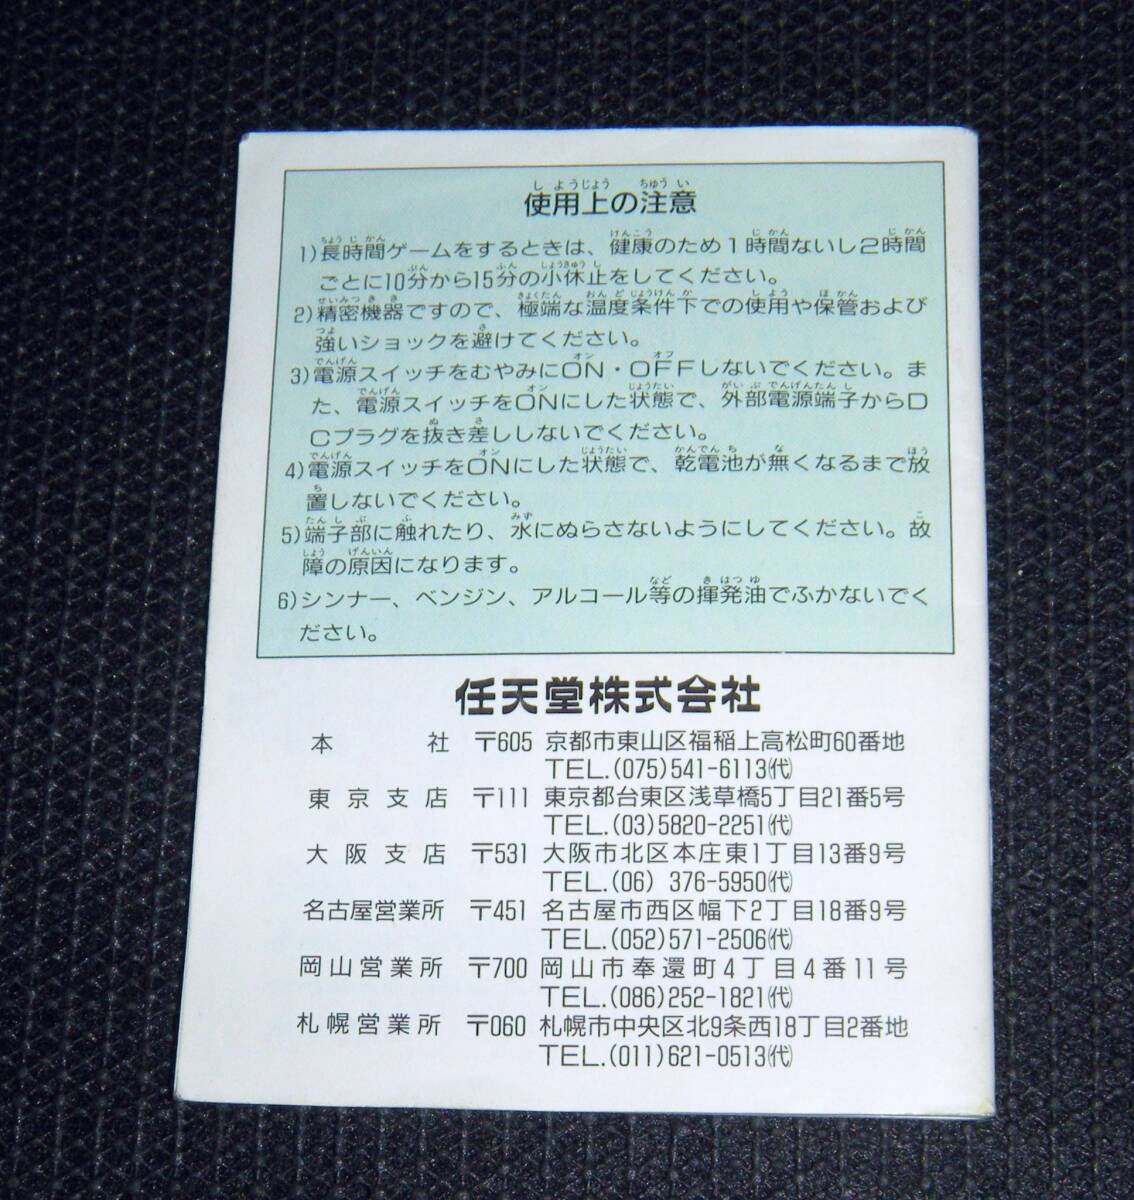 使用上の注意
1)長時間ゲームをするときは、健康のため1時間ないし2時間
ごとに10分から15分の小休止をしてください。
2)精密機器ですので、極端な温度条件下での使用や保管および
強いショックを避けてください。
3)電源スイッチをむやみにON・OFFしないでください。ま
た、電源スイッチをONにした状態で、外部電源端子からD
Cプラグを抜き差ししないでください。
4)電源スイッチをONにした状態で、乾電池が無くなるまで放
置しないでください。
5)端子部に触れたり、水にぬらさないようにしてください。故
障の原因になります。
6)シンナー、ベンジン、アルコール等の揮発油でふかないでく
ださい。
任天堂株式会社
本社 〒605 京都市東山区福稲上高松町60番地
TEL.(075)541-6113(代)
東京支店 〒111 東京都台東区浅草橋5丁目21番5号
TEL.(03)5820-2251(代)
大阪支店 〒531 大阪市北区本庄東1丁目13番9号
TEL.(06) 376-5950(代)
名古屋営業所 〒451 名古屋市西区幅下2丁目18番9号
TEL.(052)571-2506(代)
岡山営業所 〒700 岡山市奉還町4丁目4番11号
TEL.(086)252-1821(代)
札幌営業所 〒060 札幌市中央区北9条西18丁目2番地
TEL.(011)621-0513(代)